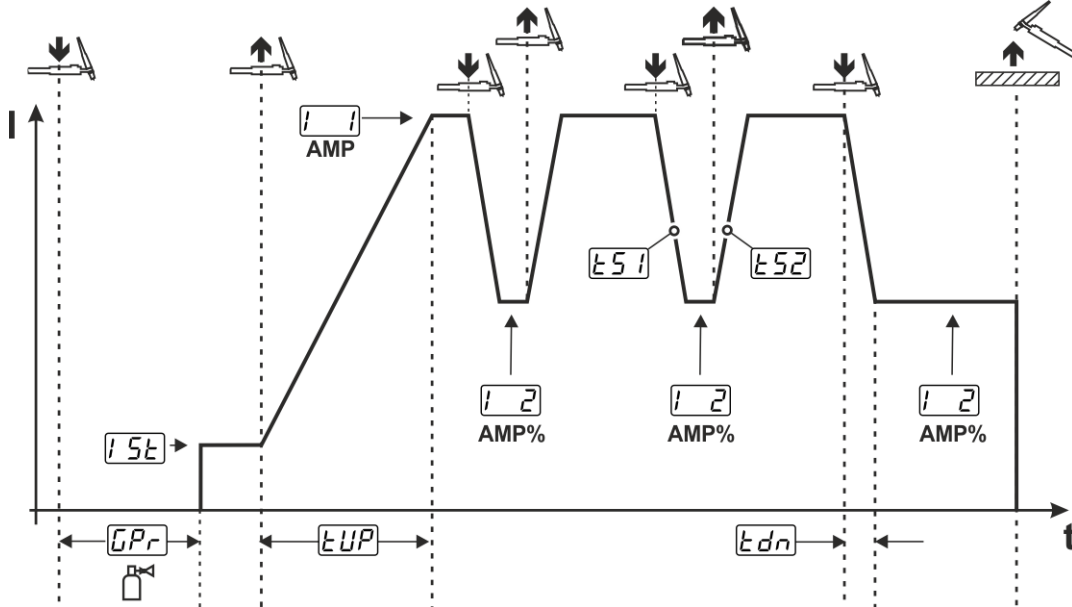 I
I 1
AMP
tS1
tS2
I 2
AMP%
I 2
AMP%
I 2
AMP%
I St
GPr
tUP
tdn
t